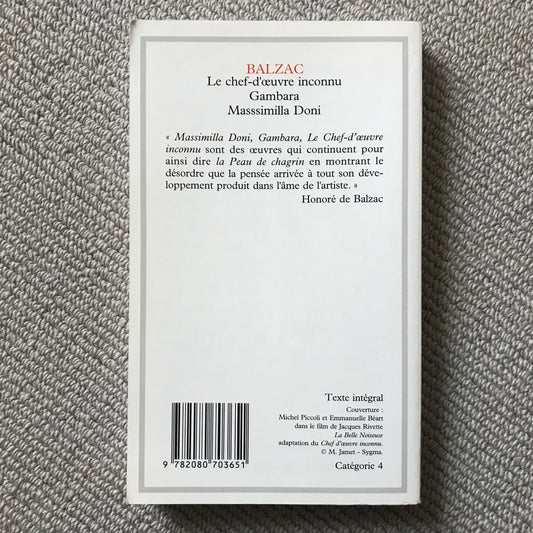 BALZAC
Le chef-d'œuvre inconnu
Gambara
Masssimilla Doni
« Massimilla Doni, Gambara, Le Chef-d'œuvre
inconnu sont des œuvres qui continuent pour
ainsi dire la Peau de chagrin en montrant le
désordre que la pensée arrivée à tout son déve-
loppement produit dans l'âme de l'artiste. »
Honoré de Balzac
Texte intégral
Couverture :
Michel Piccoli et Emmanuelle Béart
dans le film de Jacques Rivette
La Belle Noiseuse
adaptation du Chef d'œuvre inconnu.
© M. Jamet - Sygma.
Catégorie 4
9 782080 703651